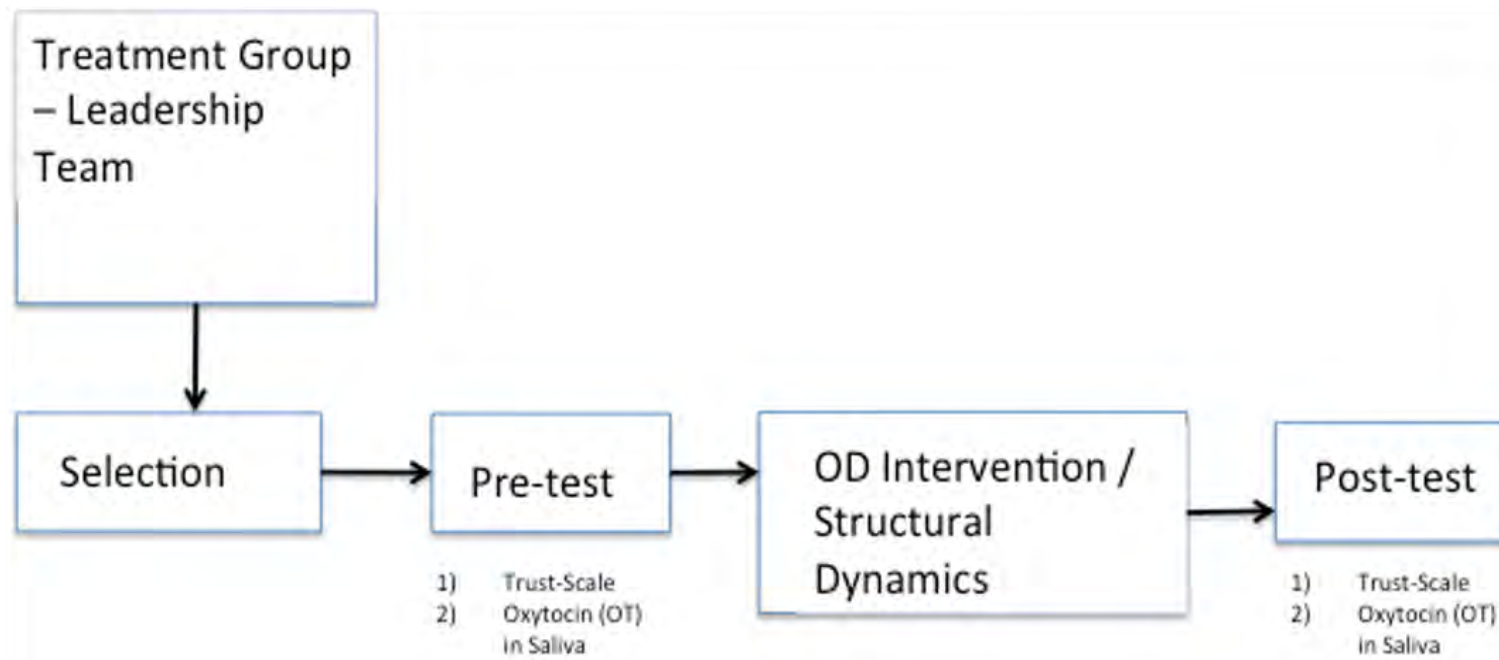 Treatment Group
– Leadership
Team
Selection
Pre-test
OD Intervention /
Structural
Dynamics
Post-test
1) Trust-Scale
2) Oxytocin (OT)
in Saliva
1) Trust-Scale
2) Oxytocin (OT)
in Saliva